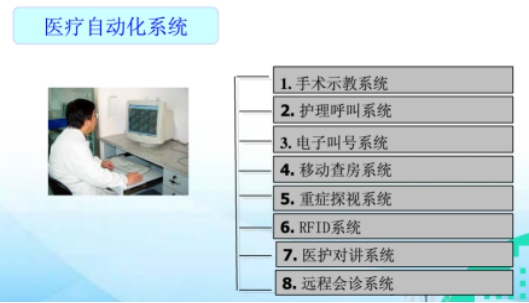 医疗自动化系统
1. 手术示教系统
2. 护理呼叫系统
3. 电子叫号系统
4. 移动查房系统
5. 重症探视系统
6. RFID系统
7. 医护对讲系统
8. 远程会诊系统